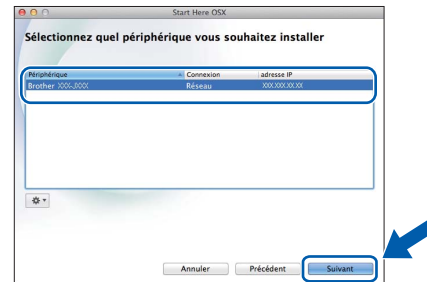 Start Here OSX
Sélectionnez quel périphérique vous souhaitez installer
Périphérique Connexion adresse IP
Brother XXX-XXXX Réseau XXX.XXX.XX.XX
Annuler Précédent Suivant